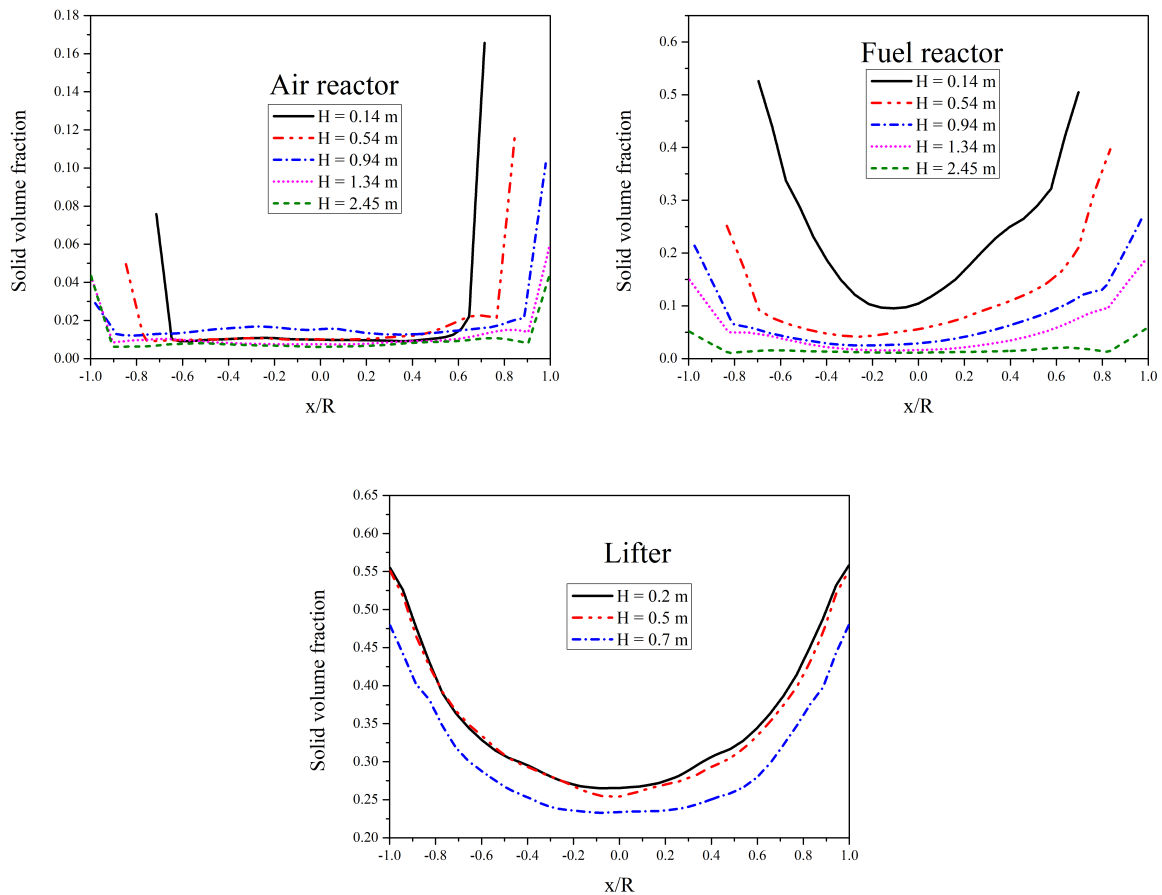 0.18
0.16
0.14
0.12
0.10
0.08
0.06
0.04
0.02
0.00
Solid volume fraction
Air reactor
H = 0.14 m
H = 0.54 m
H = 0.94 m
H = 1.34 m
H = 2.45 m
-1.0 -0.8 -0.6 -0.4 -0.2 0.0 0.2 0.4 0.6 0.8 1.0
x/R
0.6
0.5
0.4
0.3
0.2
0.1
0.0
Solid volume fraction
Fuel reactor
H = 0.14 m
H = 0.54 m
H = 0.94 m
H = 1.34 m
H = 2.45 m
-1.0 -0.8 -0.6 -0.4 -0.2 0.0 0.2 0.4 0.6 0.8 1.0
x/R
0.65
0.60
0.55
0.50
0.45
0.40
0.35
0.30
0.25
0.20
Solid volume fraction
Lifter
H = 0.2 m
H = 0.5 m
H = 0.7 m
-1.0 -0.8 -0.6 -0.4 -0.2 0.0 0.2 0.4 0.6 0.8 1.0
x/R